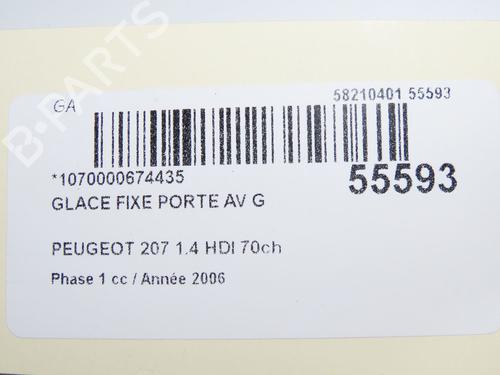 GA
58210401 55593
*1070000674435
55593
GLACE FIXE PORTE AV G
PEUGEOT 207 1.4 HDI 70ch
Phase 1 cc / Année 2006
B-PARTS